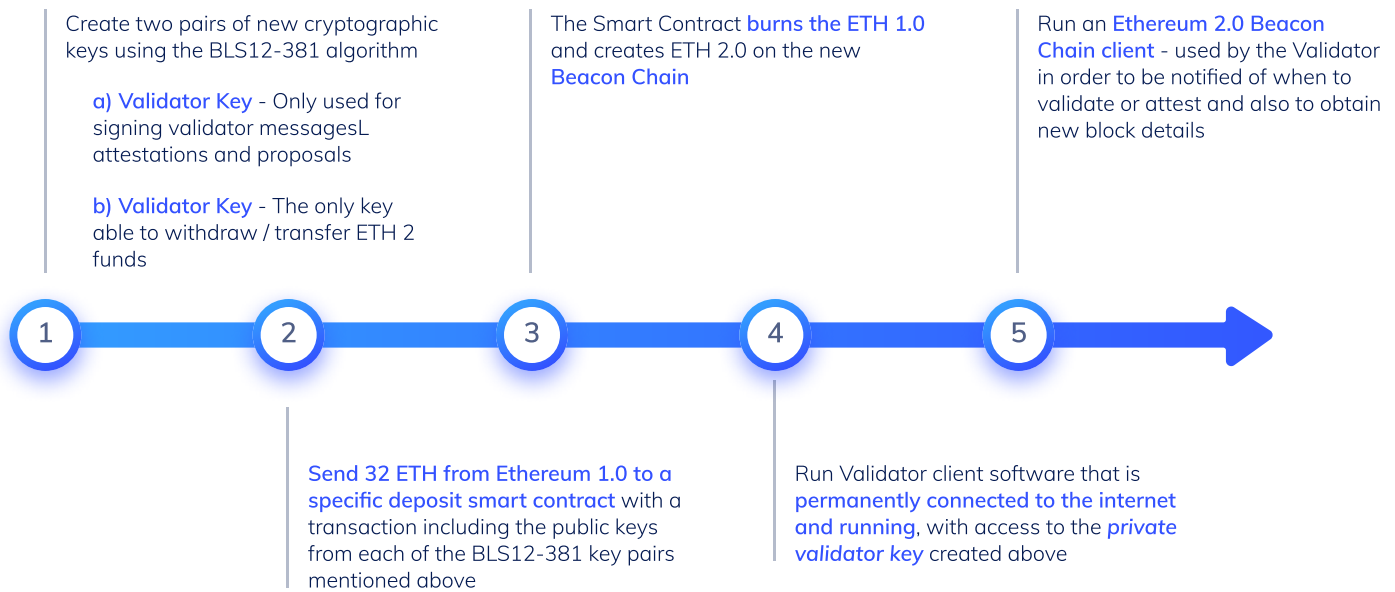 Create two pairs of new cryptographic
keys using the BLS12-381 algorithm
a) Validator Key - Only used for
signing validator messagesL
attestations and proposals
b) Validator Key - The only key
able to withdraw / transfer ETH 2
funds
The Smart Contract burns the ETH 1.0
and creates ETH 2.0 on the new
Beacon Chain
Run an Ethereum 2.0 Beacon
Chain client - used by the Validator
in order to be notified of when to
validate or attest and also to obtain
new block details
1
2
3
4
5
Send 32 ETH from Ethereum 1.0 to a
specific deposit smart contract with a
transaction including the public keys
from each of the BLS12-381 key pairs
mentioned above
Run Validator client software that is
permanently connected to the internet
and running, with access to the private
validator key created above